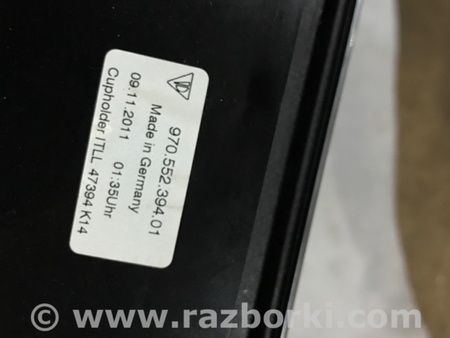 970.552.394.01
Made in Germany
09.11.2011 01:35Uhr
Cupholder ITLL 47394 K14
© www.razborki.com